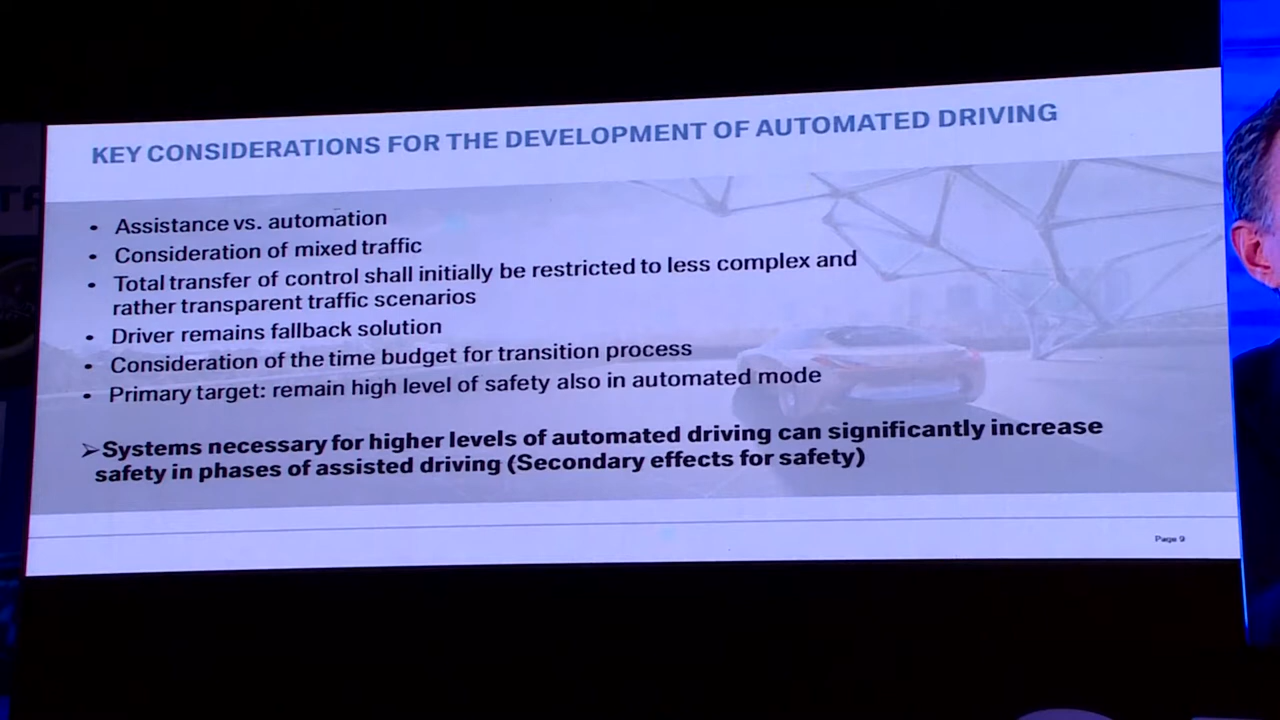 KEY CONSIDERATIONS FOR THE DEVELOPMENT OF AUTOMATED DRIVING
• Assistance vs. automation
• Consideration of mixed traffic
• Total transfer of control shall initially be restricted to less complex and
rather transparent traffic scenarios
• Driver remains fallback solution
• Consideration of the time budget for transition process
• Primary target: remain high level of safety also in automated mode
➢Systems necessary for higher levels of automated driving can significantly increase
safety in phases of assisted driving (Secondary effects for safety)
Page 9